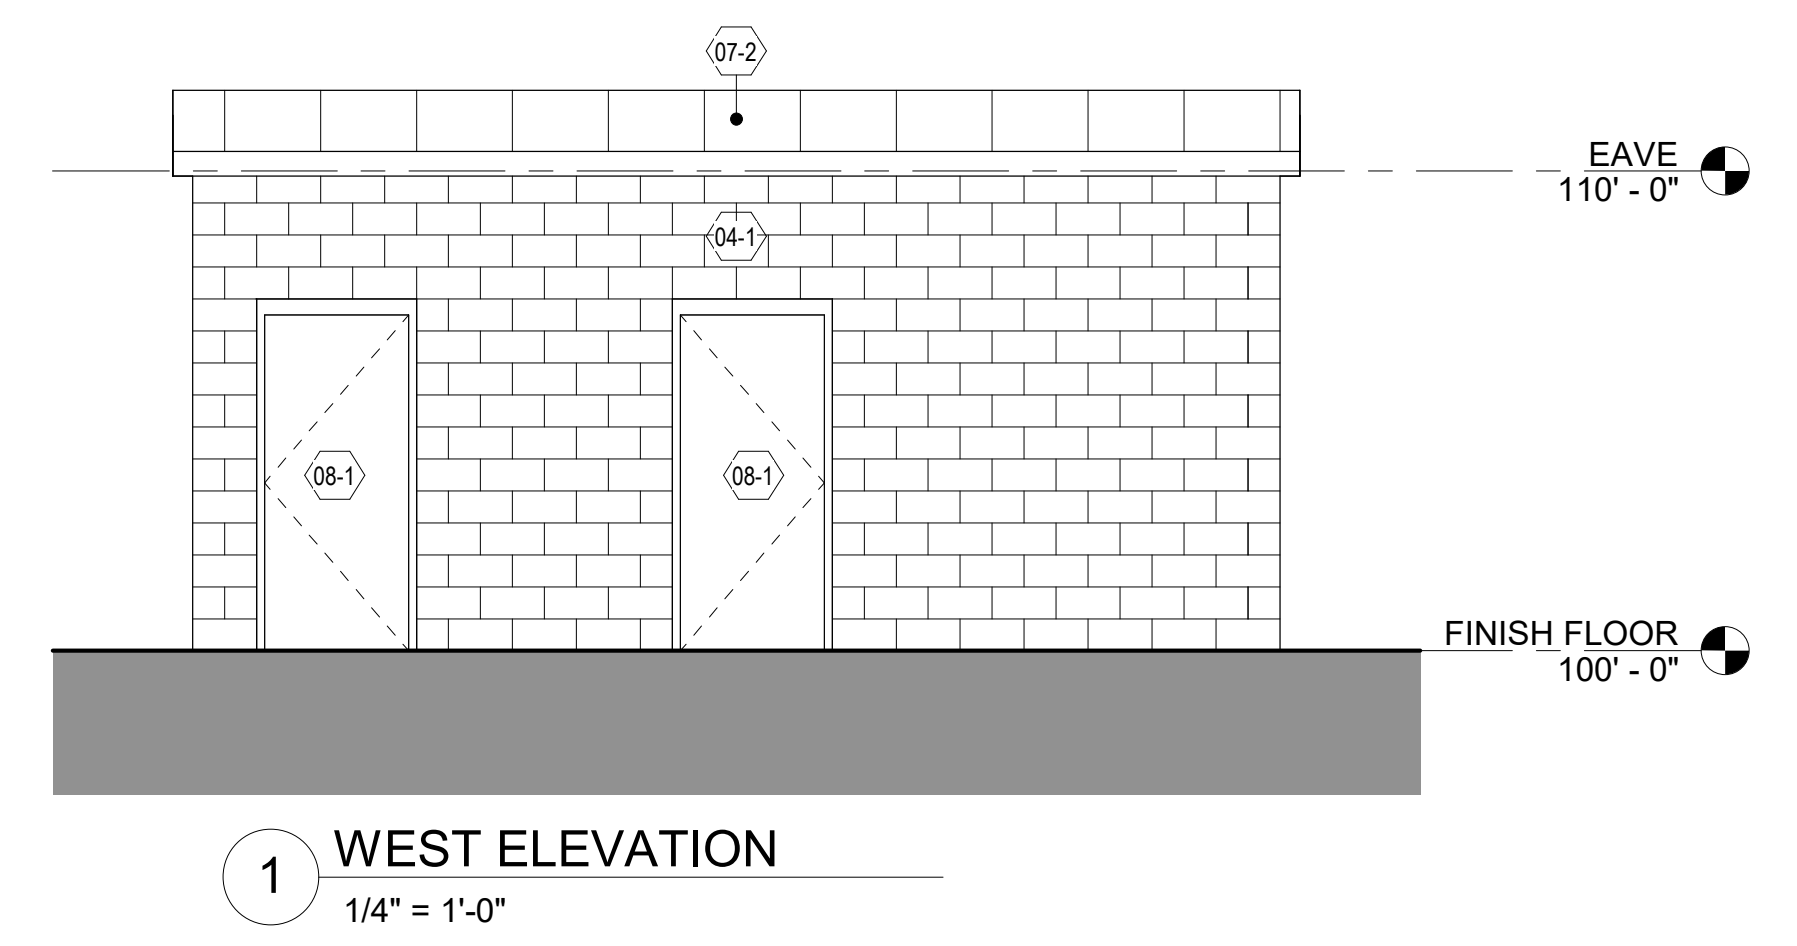 07-2
EAVE
110' - 0"
04-1
08-1
08-1
FINISH FLOOR
100' - 0"
1
WEST ELEVATION
1/4" = 1'-0"